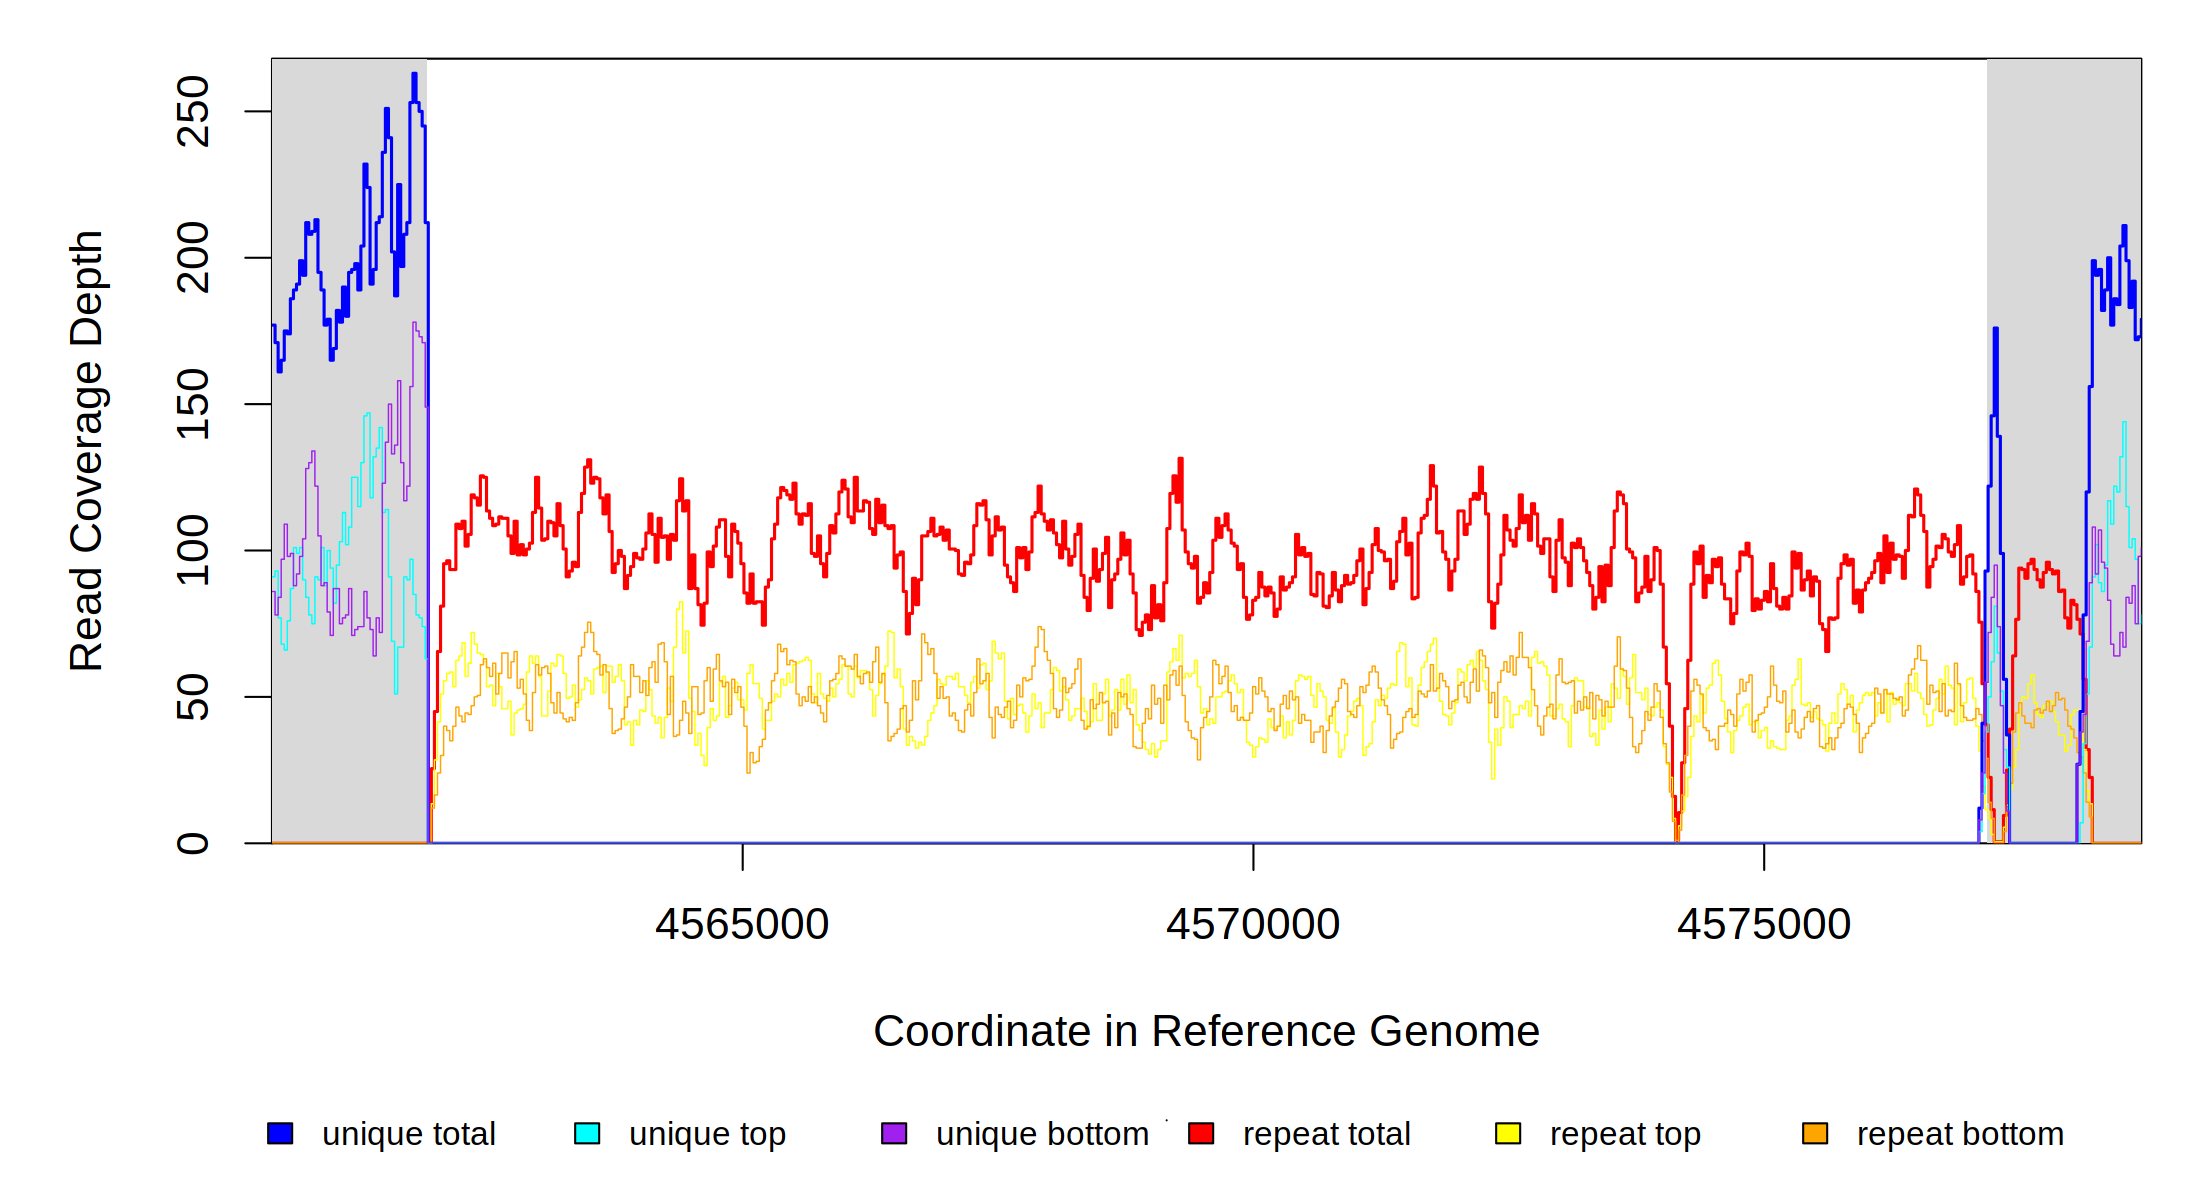 Read Coverage Depth
250
200
150
100
50
0
4565000 4570000 4575000
Coordinate in Reference Genome
unique total unique top unique bottom repeat total repeat top repeat bottom